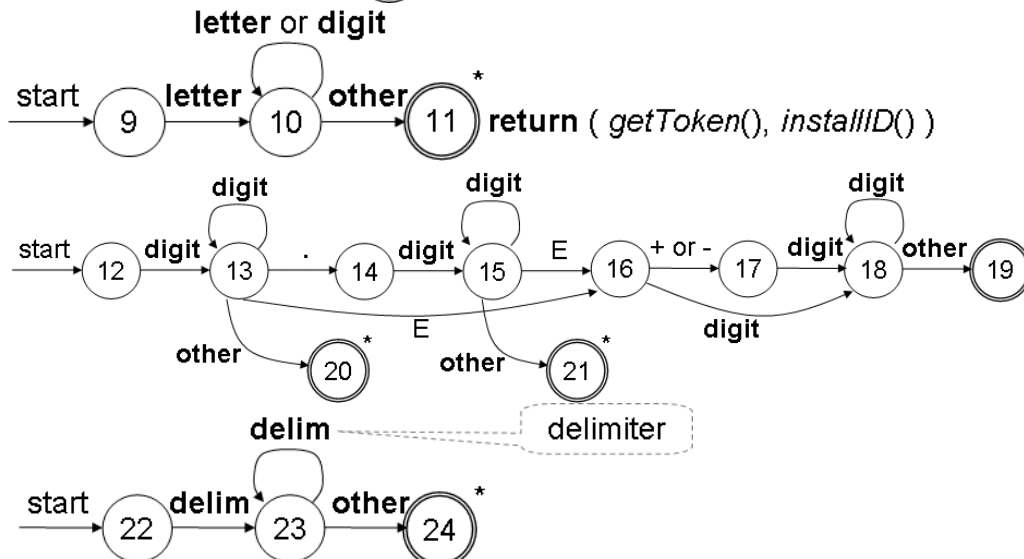 letter or digit
start 9 letter 10 other 11 * return ( getToken(), installID() )
digit digit digit
start 12 digit 13 . 14 digit 15 E 16 + or - 17 digit 18 other 19
E digit
other 20 * other 21 *
delim delimiter
start 22 delim 23 other 24 *